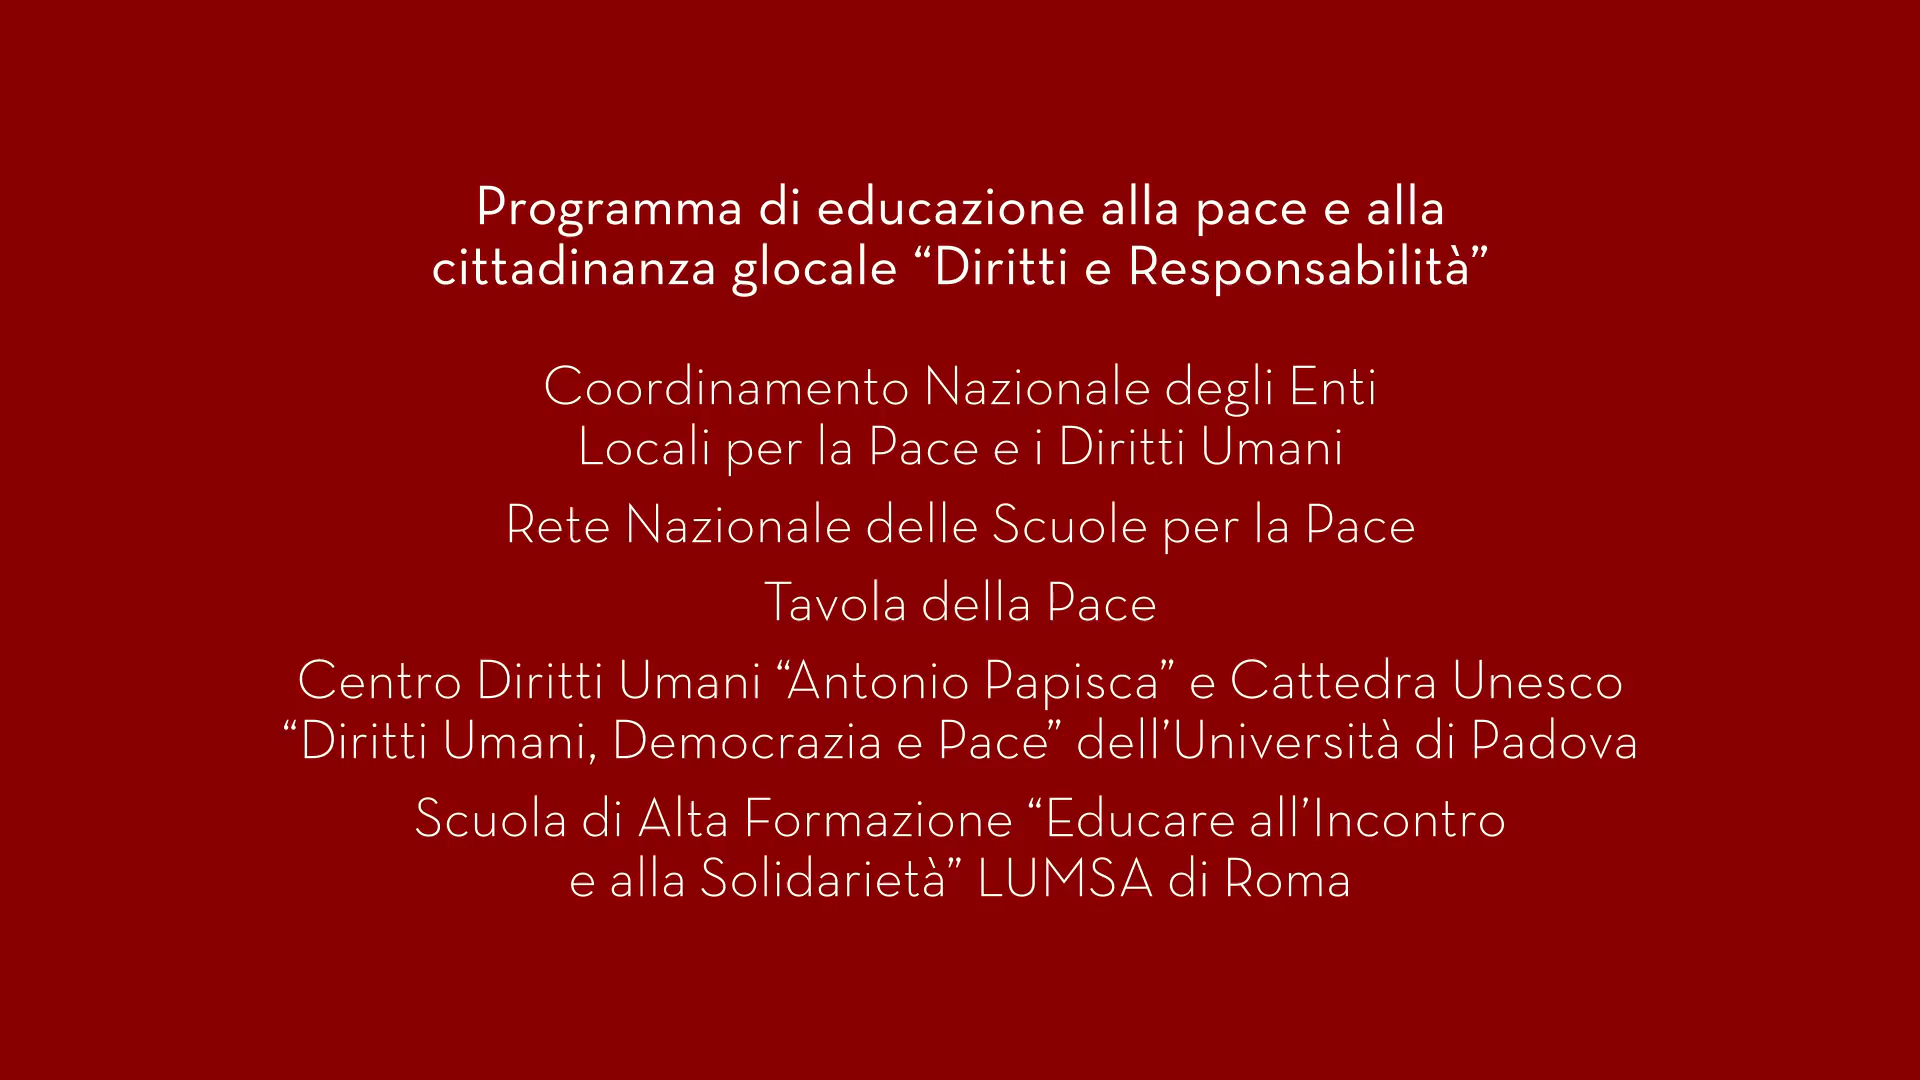 Programma di educazione alla pace e alla
cittadinanza glocale “Diritti e Responsabilità”
Coordinamento Nazionale degli Enti
Locali per la Pace e i Diritti Umani
Rete Nazionale delle Scuole per la Pace
Tavola della Pace
Centro Diritti Umani “Antonio Papisca” e Cattedra Unesco
“Diritti Umani, Democrazia e Pace” dell’Università di Padova
Scuola di Alta Formazione “Educare all’Incontro
e alla Solidarietà” LUMSA di Roma